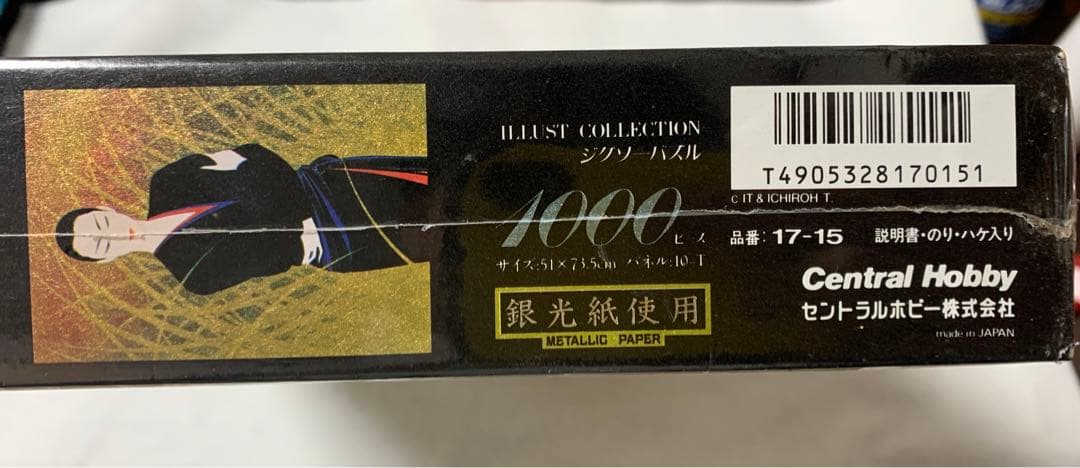 ILLUST COLLECTION
ジグソーパズル
1000ピース
サイズ:51×73.5cm パネル:10-T
銀光紙使用
METALLIC PAPER
T4905328170151
c IT & ICHIROH T.
品番:17-15 説明書・のり・ハケ入り
Central Hobby
セントラルホビー株式会社
made in JAPAN